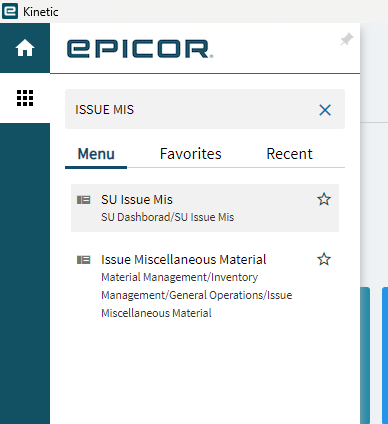 Kinetic
EPICOR.
ISSUE MIS
Menu Favorites Recent
SU Issue Mis
SU Dashborad/SU Issue Mis
Issue Miscellaneous Material
Material Management/Inventory
Management/General Operations/Issue
Miscellaneous Material